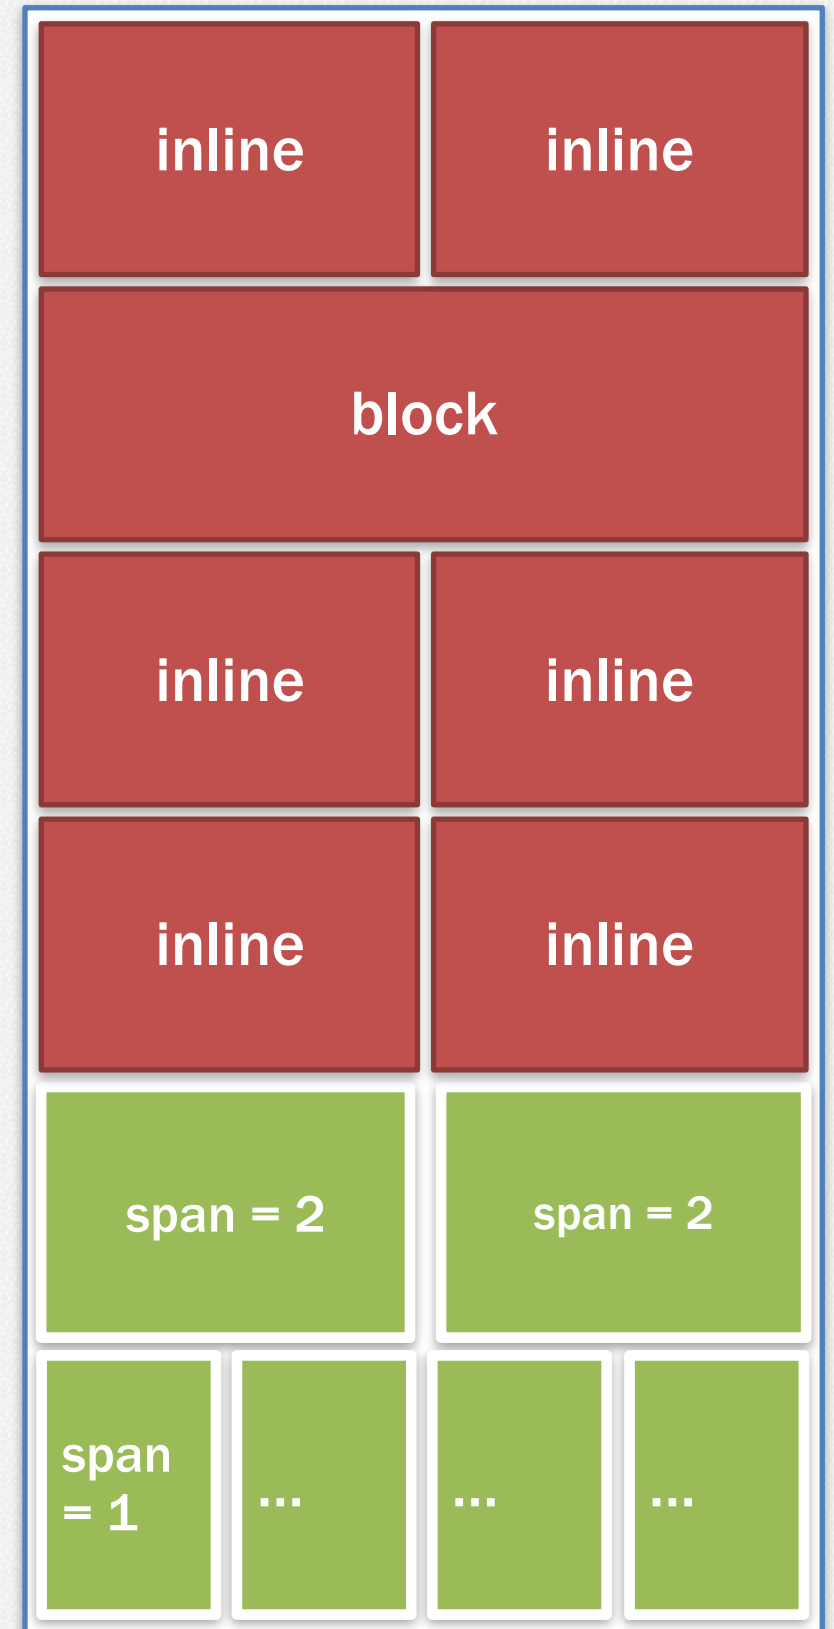 inline inline
block
inline inline
inline inline
span = 2 span = 2
span
= 1 ... ... ...